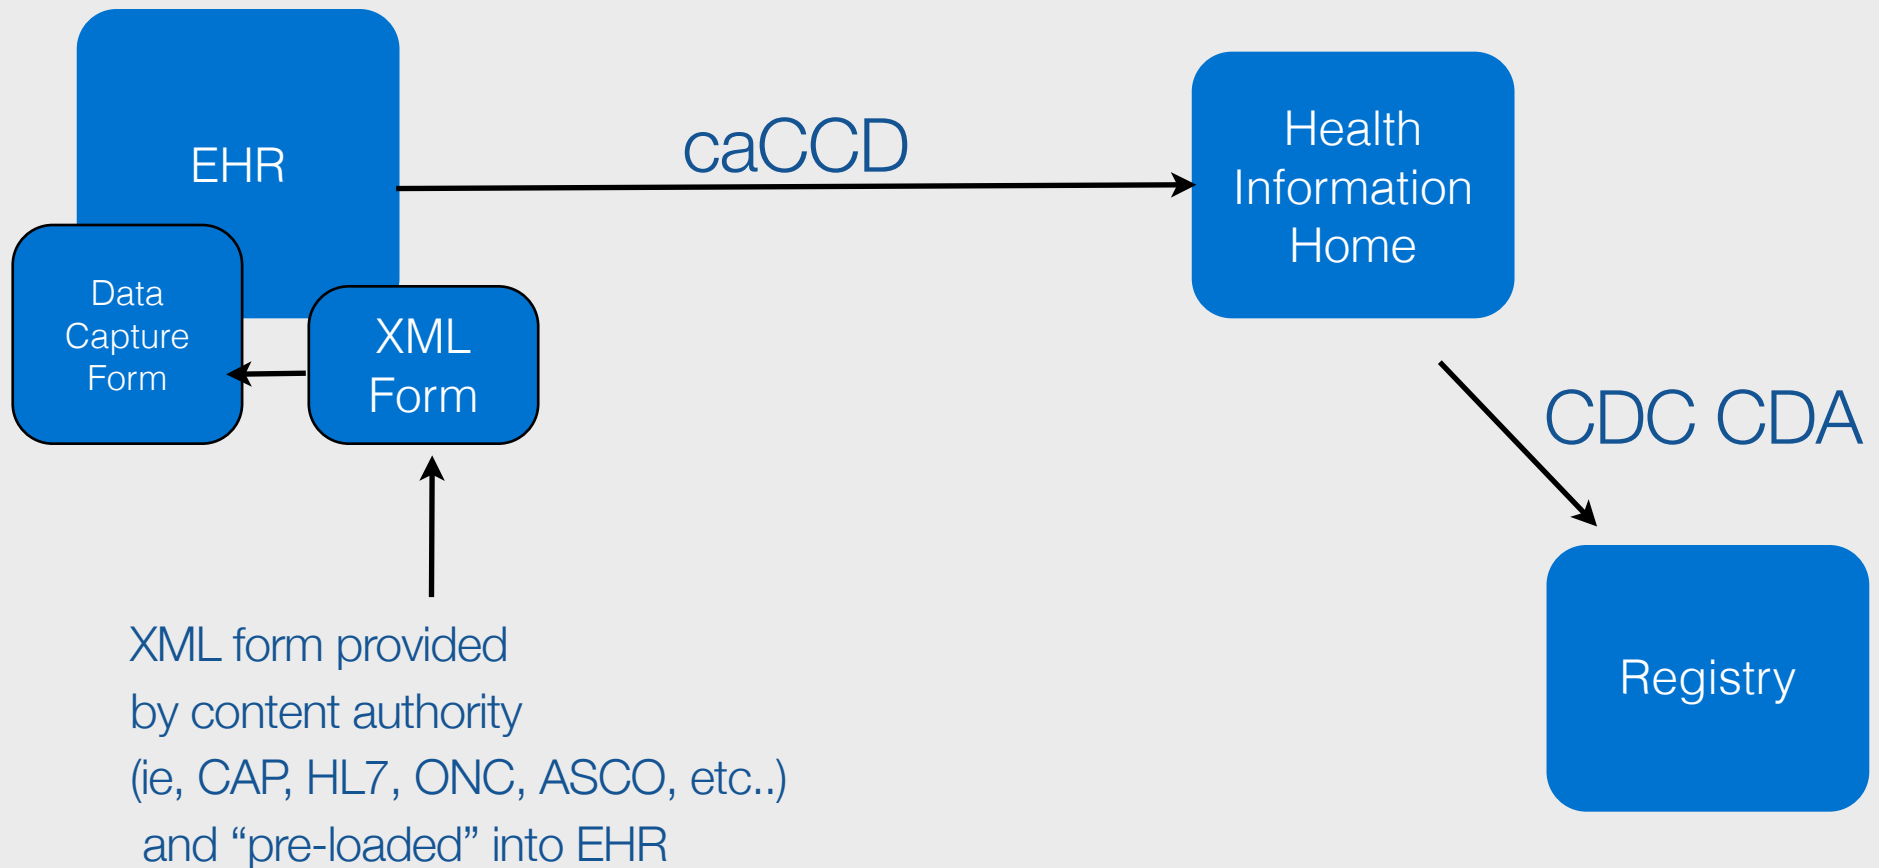 EHR
caCCD
Health
Information
Home
Data
Capture
Form
XML
Form
CDC CDA
XML form provided
by content authority
(ie, CAP, HL7, ONC, ASCO, etc..)
and “pre-loaded” into EHR
Registry